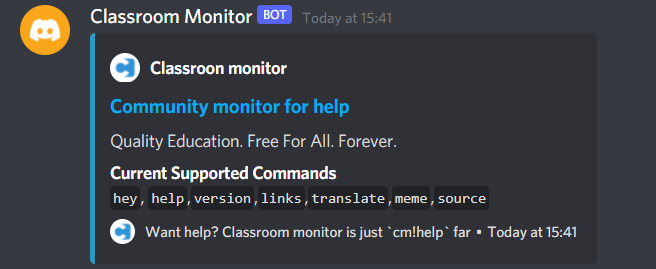 Classroom Monitor BOT Today at 15:41
Classroon monitor
Community monitor for help
Quality Education. Free For All. Forever.
Current Supported Commands
hey, help, version, links, translate, meme, source
Want help? Classroom monitor is just `cm!help` far • Today at 15:41